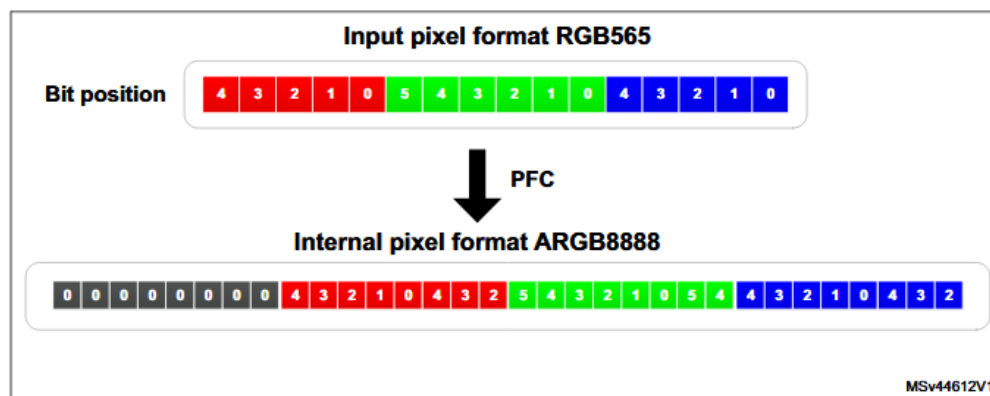 Input pixel format RGB565
Bit position 4 3 2 1 0 5 4 3 2 1 0 4 3 2 1 0
PFC
Internal pixel format ARGB8888
0 0 0 0 0 0 0 0 4 3 2 1 0 4 3 2 5 4 3 2 1 0 5 4 4 3 2 1 0 4 3 2
MSv44612V1